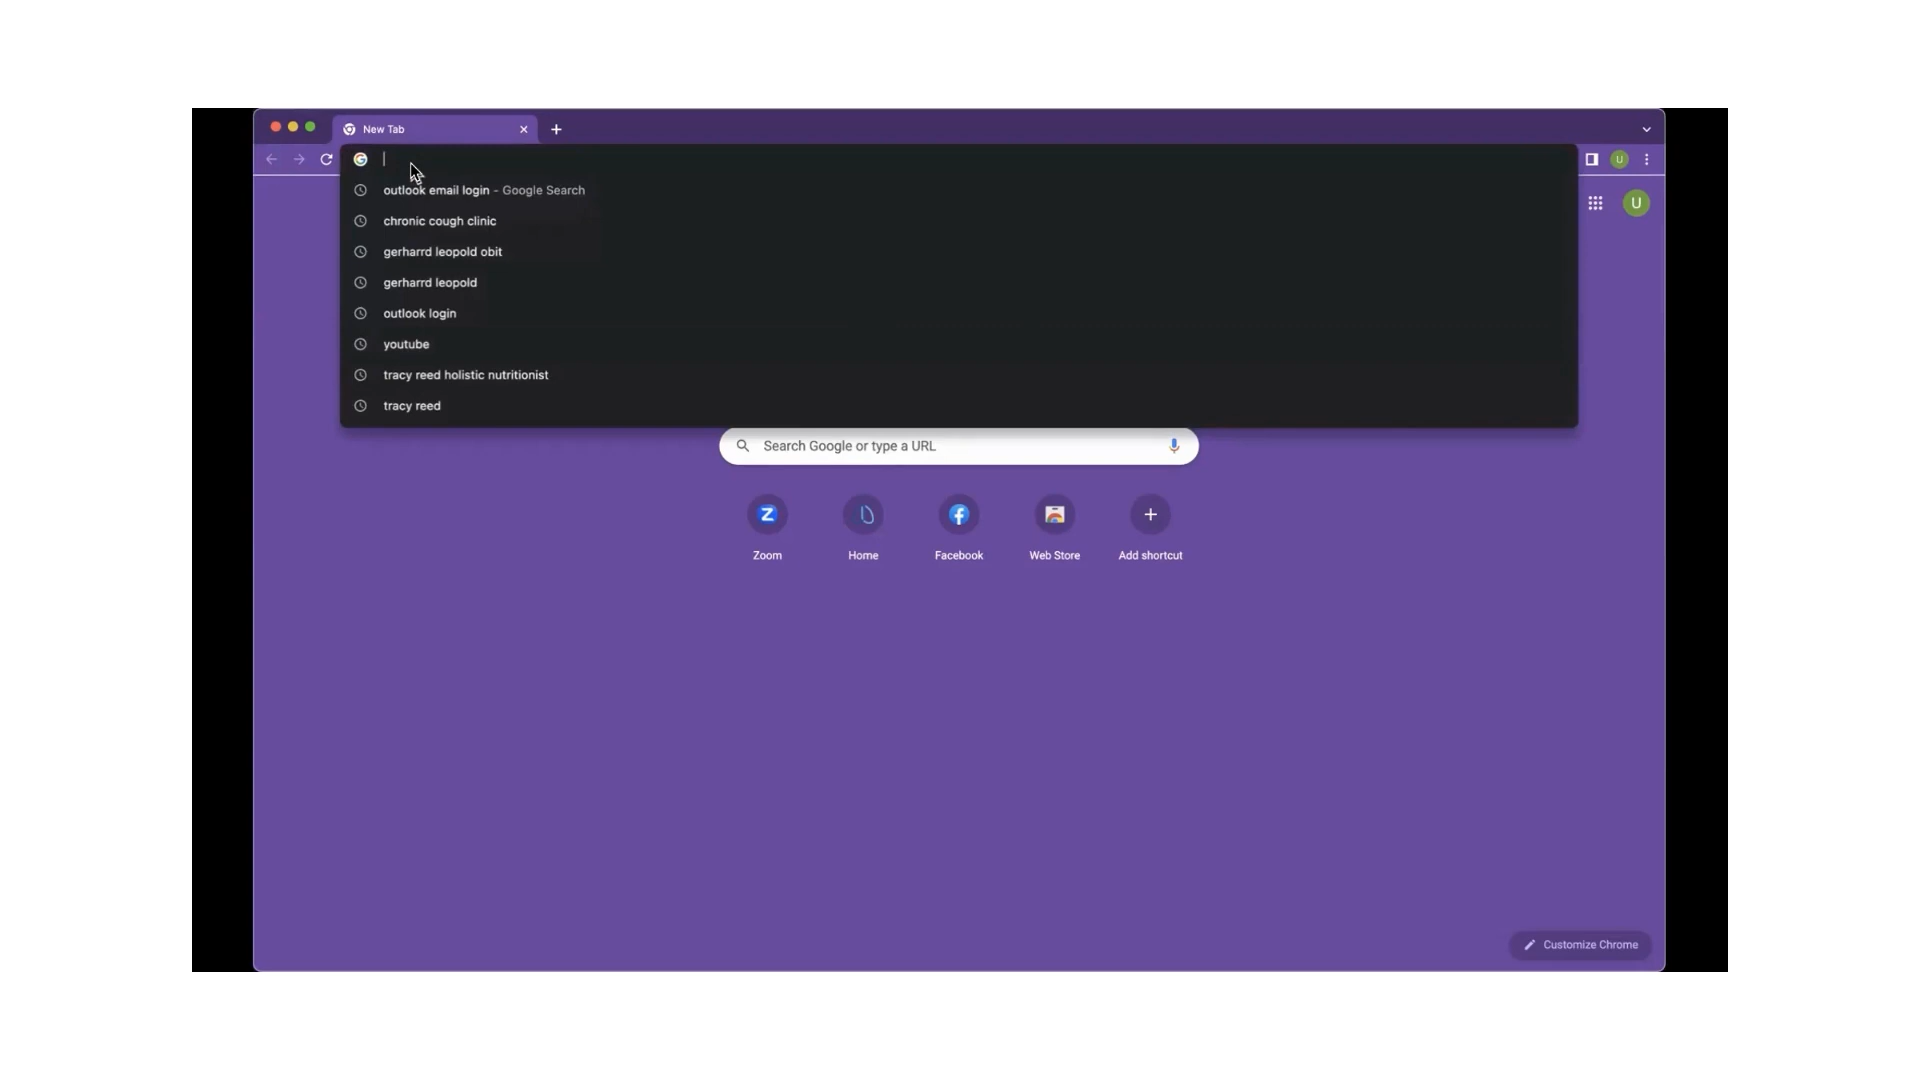 New Tab
outlook email login - Google Search
chronic cough clinic
gerharrd leopold obit
gerharrd leopold
outlook login
youtube
tracy reed holistic nutritionist
tracy reed
U
U
Search Google or type a URL
Z
Zoom
Home
Facebook
Web Store
Add shortcut
Customize Chrome